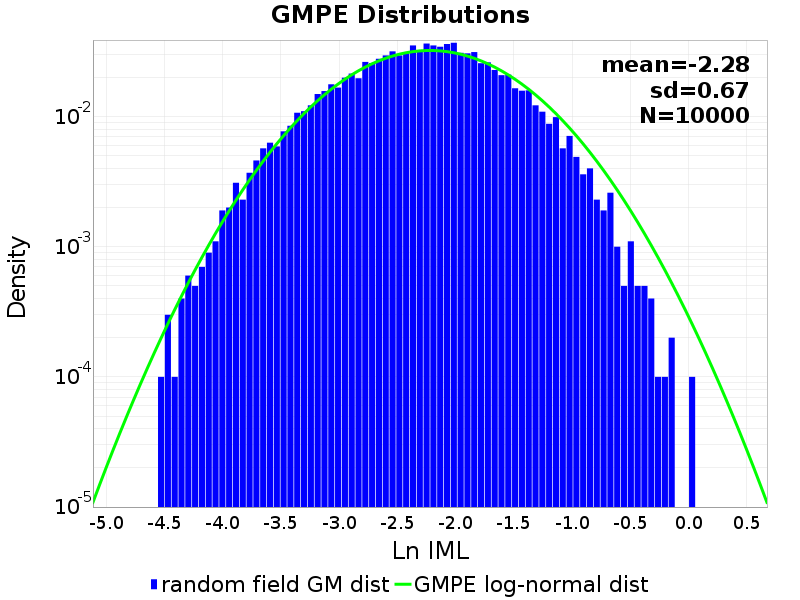 GMPE Distributions
mean=-2.28
sd=0.67
N=10000
10-2
10-3
10-4
10-5
Density
-5.0 -4.5 -4.0 -3.5 -3.0 -2.5 -2.0 -1.5 -1.0 -0.5 0.0 0.5
Ln IML
random field GM dist GMPE log-normal dist